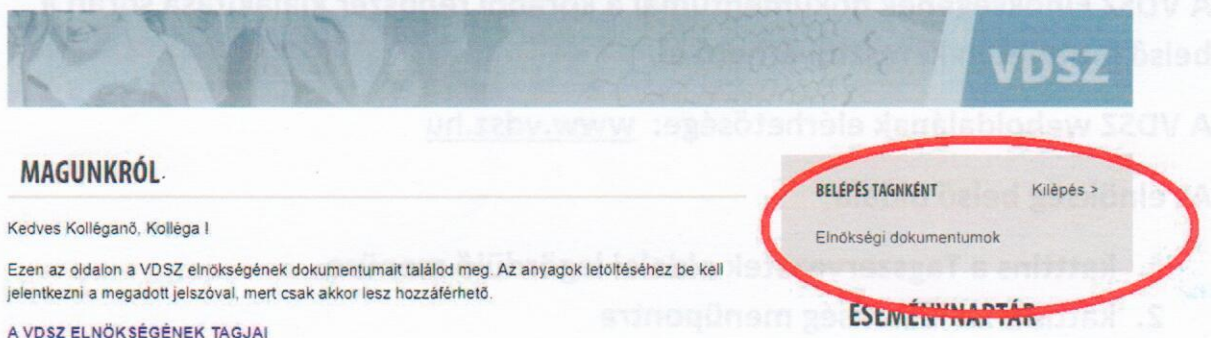 VDSZ
MAGUNKRÓL
Kedves Kolléganő, Kolléga !
Ezen az oldalon a VDSZ elnökségének dokumentumait találod meg. Az anyagok letöltéséhez be kell
jelentkezni a megadott jelszóval, mert csak akkor lesz hozzáférhető.
A VDSZ ELNÖKSÉGÉNEK TAGJAI
BELÉPÉS TAGKÉNT Kilépés >
Elnökségi dokumentumok
ESEMÉNYNAPTÁR
A VDSZ weboldalának elérhetősége: www.vdsz.hu